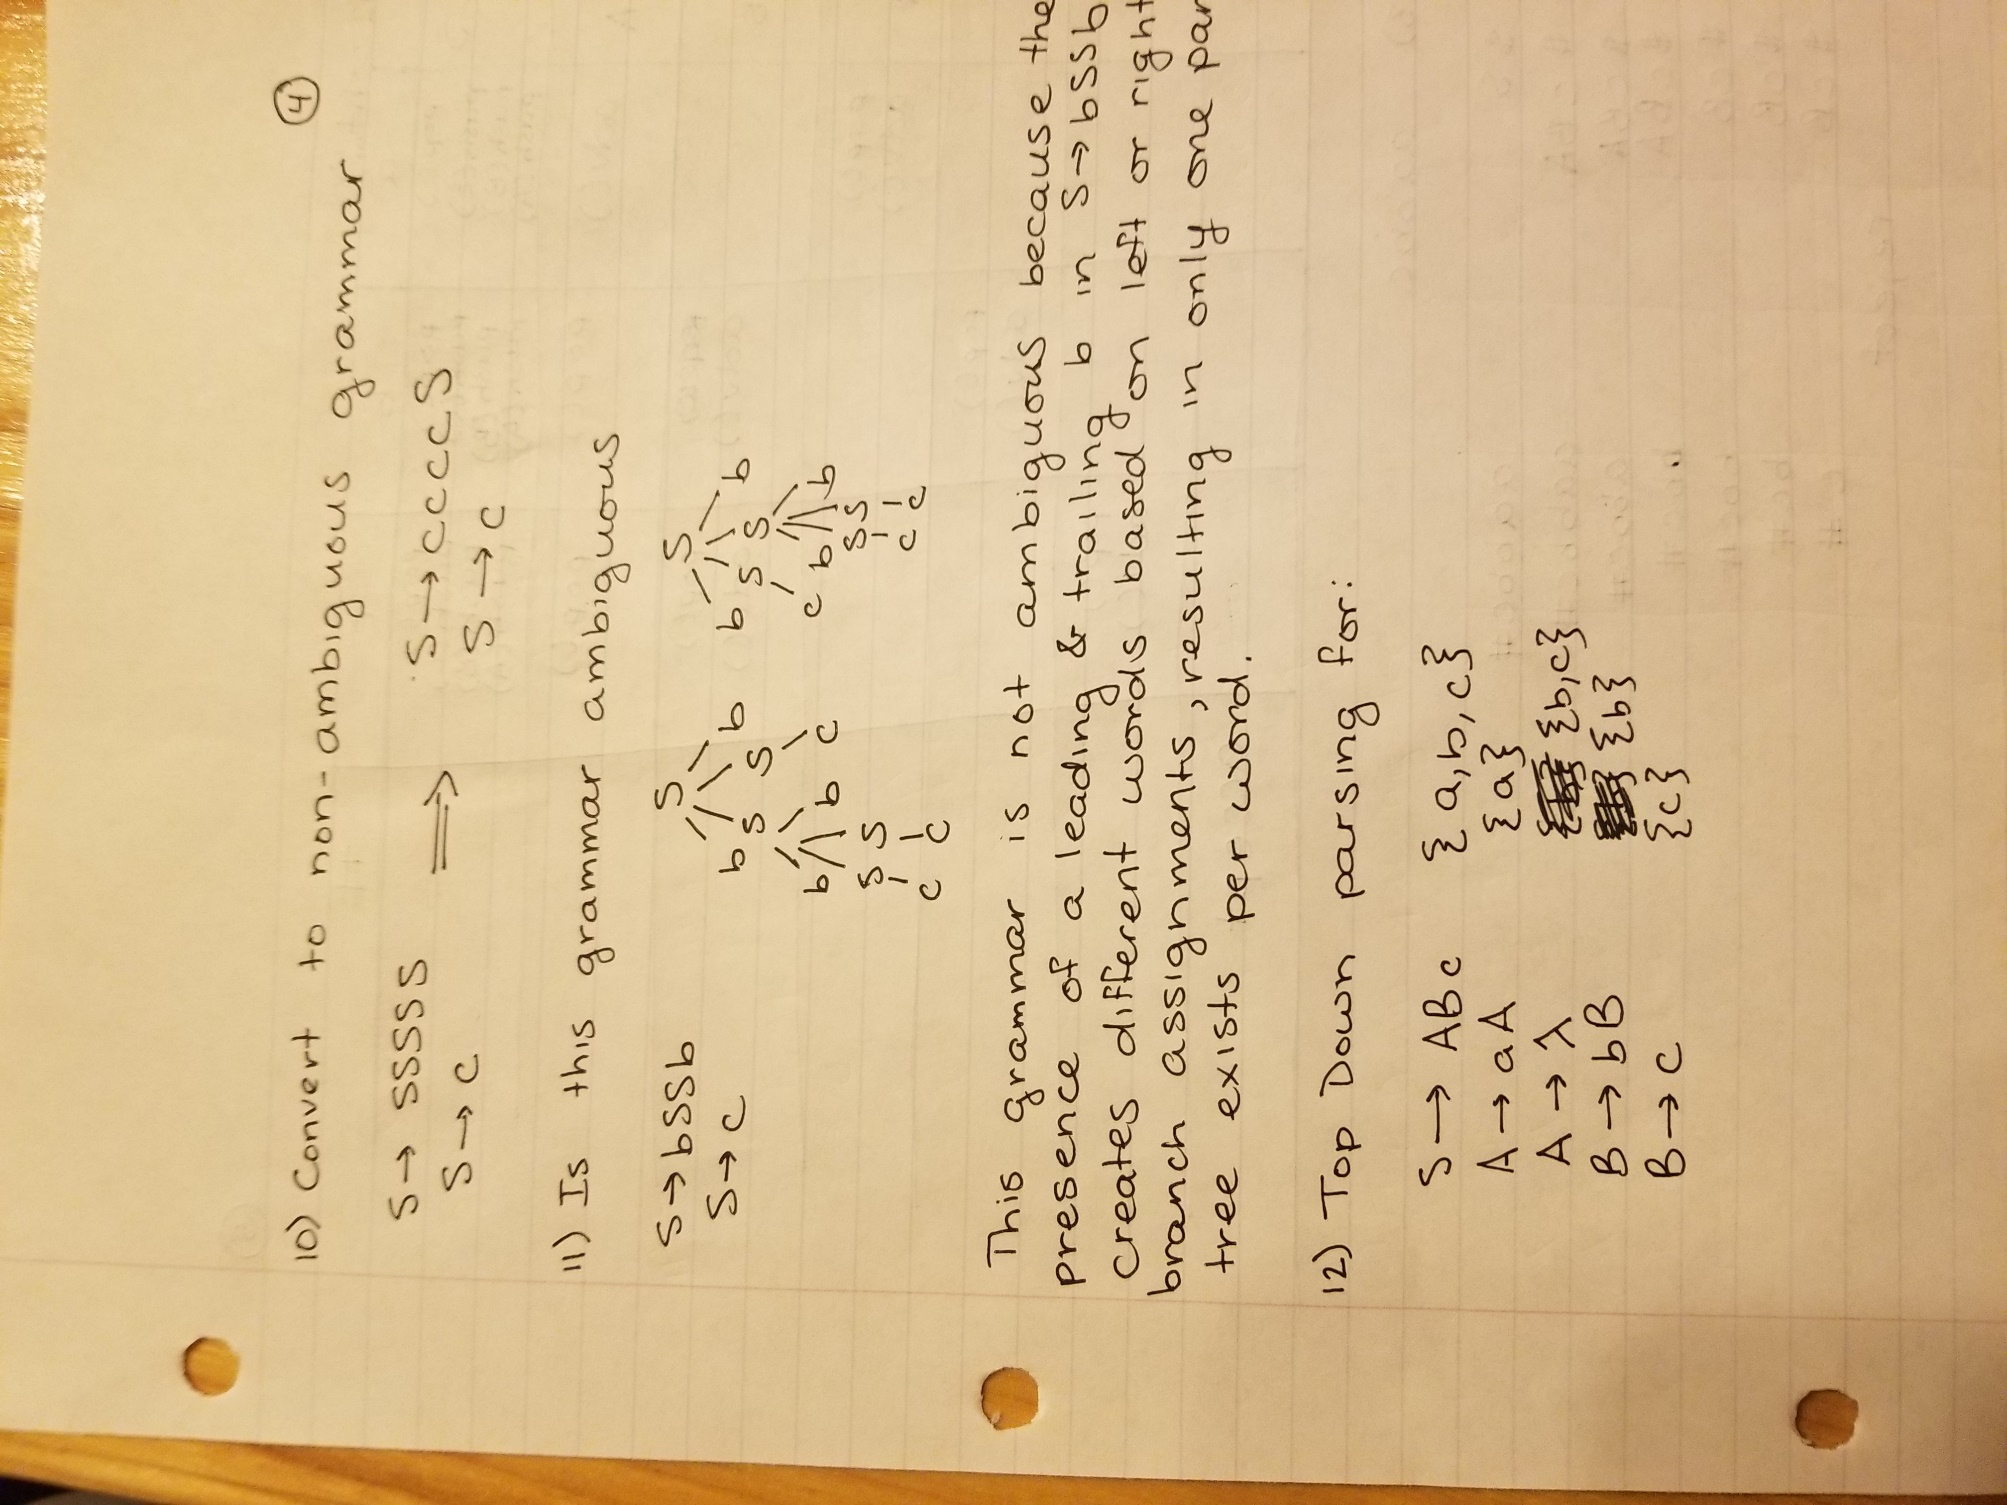 ④
10) Convert to non-ambiguous grammar
S → SSSSS ⟹ S → ccccS
S → c S → c
11) Is this grammar ambiguous
S → bSSb S S
S → c b S S b b S S b
b S S b c c b S S b
c c c c
This grammar is not ambiguous because the
presence of a leading & trailing b in S → bSSb
creates different words based on left or right
branch assignments, resulting in only one par
tree exists per word.
12) Top Down parsing for:
S → ABc {a,b,c}
A → aA {a}
A → λ {b,c}
B → bB {b}
B → c {c}